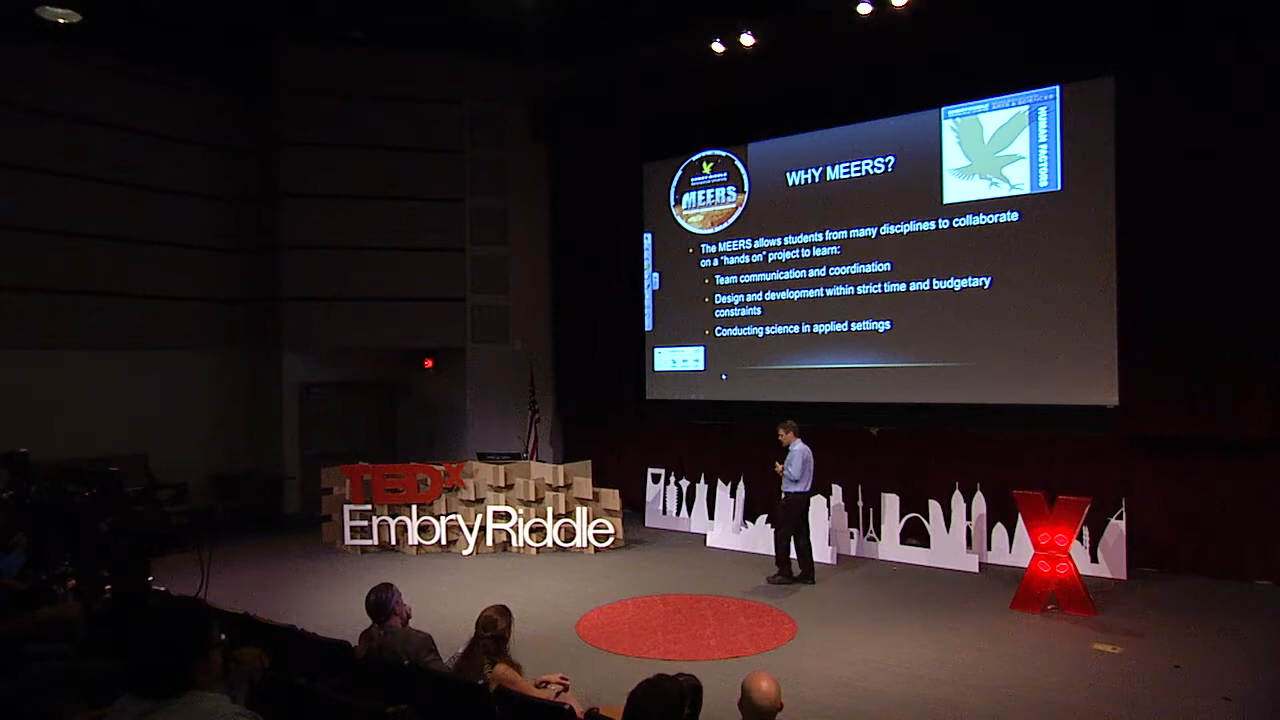 WHY MEERS?
MEERS
ARTS & SCIENCES
HUMAN FACTORS
The MEERS allows students from many disciplines to collaborate
on a "hands on" project to learn:
Team communication and coordination
Design and development within strict time and budgetary
constraints
Conducting science in applied settings
TEDx
EmbryRiddle
X